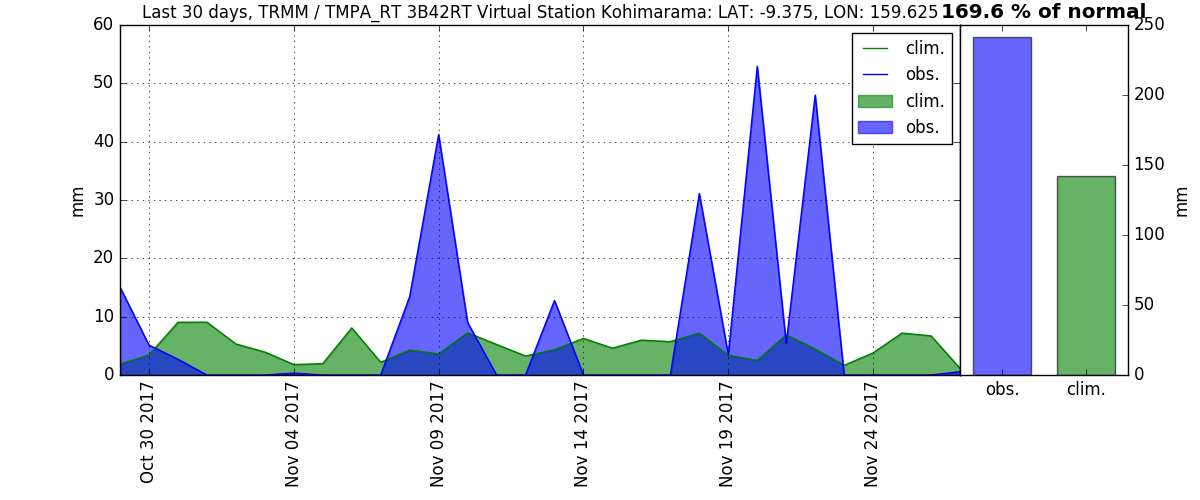 Last 30 days, TRMM / TMPA_RT 3B42RT Virtual Station Kohimarama: LAT: -9.375, LON: 159.625
169.6 % of normal
60
50
40
30
20
10
0
mm
clim.
obs.
clim.
obs.
Oct 30 2017
Nov 04 2017
Nov 09 2017
Nov 14 2017
Nov 19 2017
Nov 24 2017
250
200
150
100
50
0
mm
obs.
clim.